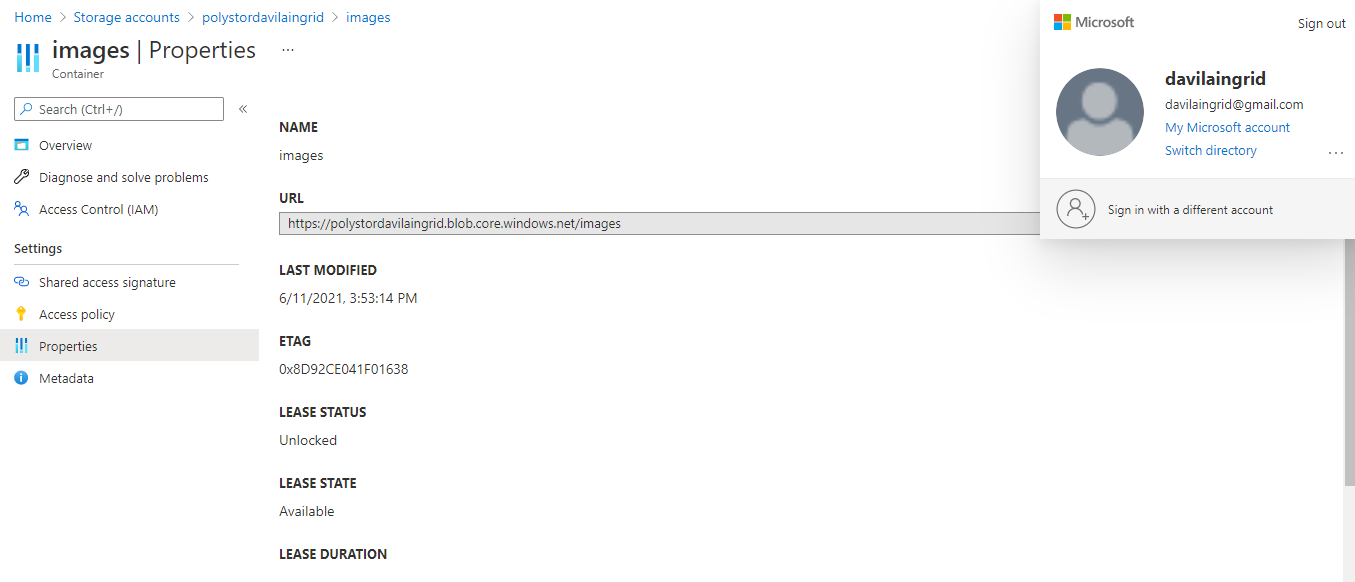 Home > Storage accounts > polystordavilaingrid > images
images | Properties ...
Container
Search (Ctrl+/) «
Overview
Diagnose and solve problems
Access Control (IAM)
Settings
Shared access signature
Access policy
Properties
Metadata
NAME
images
URL
https://polystordavilaingrid.blob.core.windows.net/images
LAST MODIFIED
6/11/2021, 3:53:14 PM
ETAG
0x8D92CE041F01638
LEASE STATUS
Unlocked
LEASE STATE
Available
LEASE DURATION
Microsoft
Sign out
davilaingrid
davilaingrid@gmail.com
My Microsoft account
Switch directory
...
Sign in with a different account